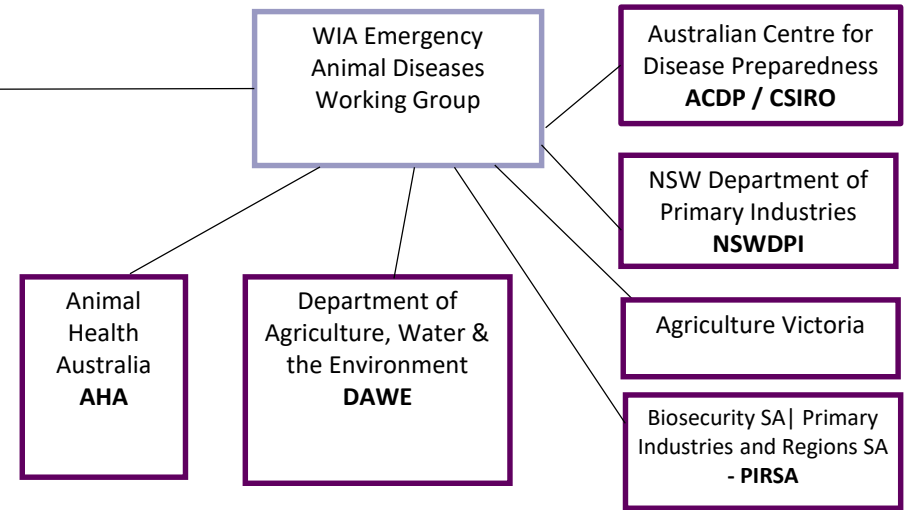 WIA Emergency
Animal Diseases
Working Group
Australian Centre for
Disease Preparedness
ACDP / CSIRO
NSW Department of
Primary Industries
NSWDPI
Animal
Health
Australia
AHA
Department of
Agriculture, Water &
the Environment
DAWE
Agriculture Victoria
Biosecurity SA| Primary
Industries and Regions SA
- PIRSA